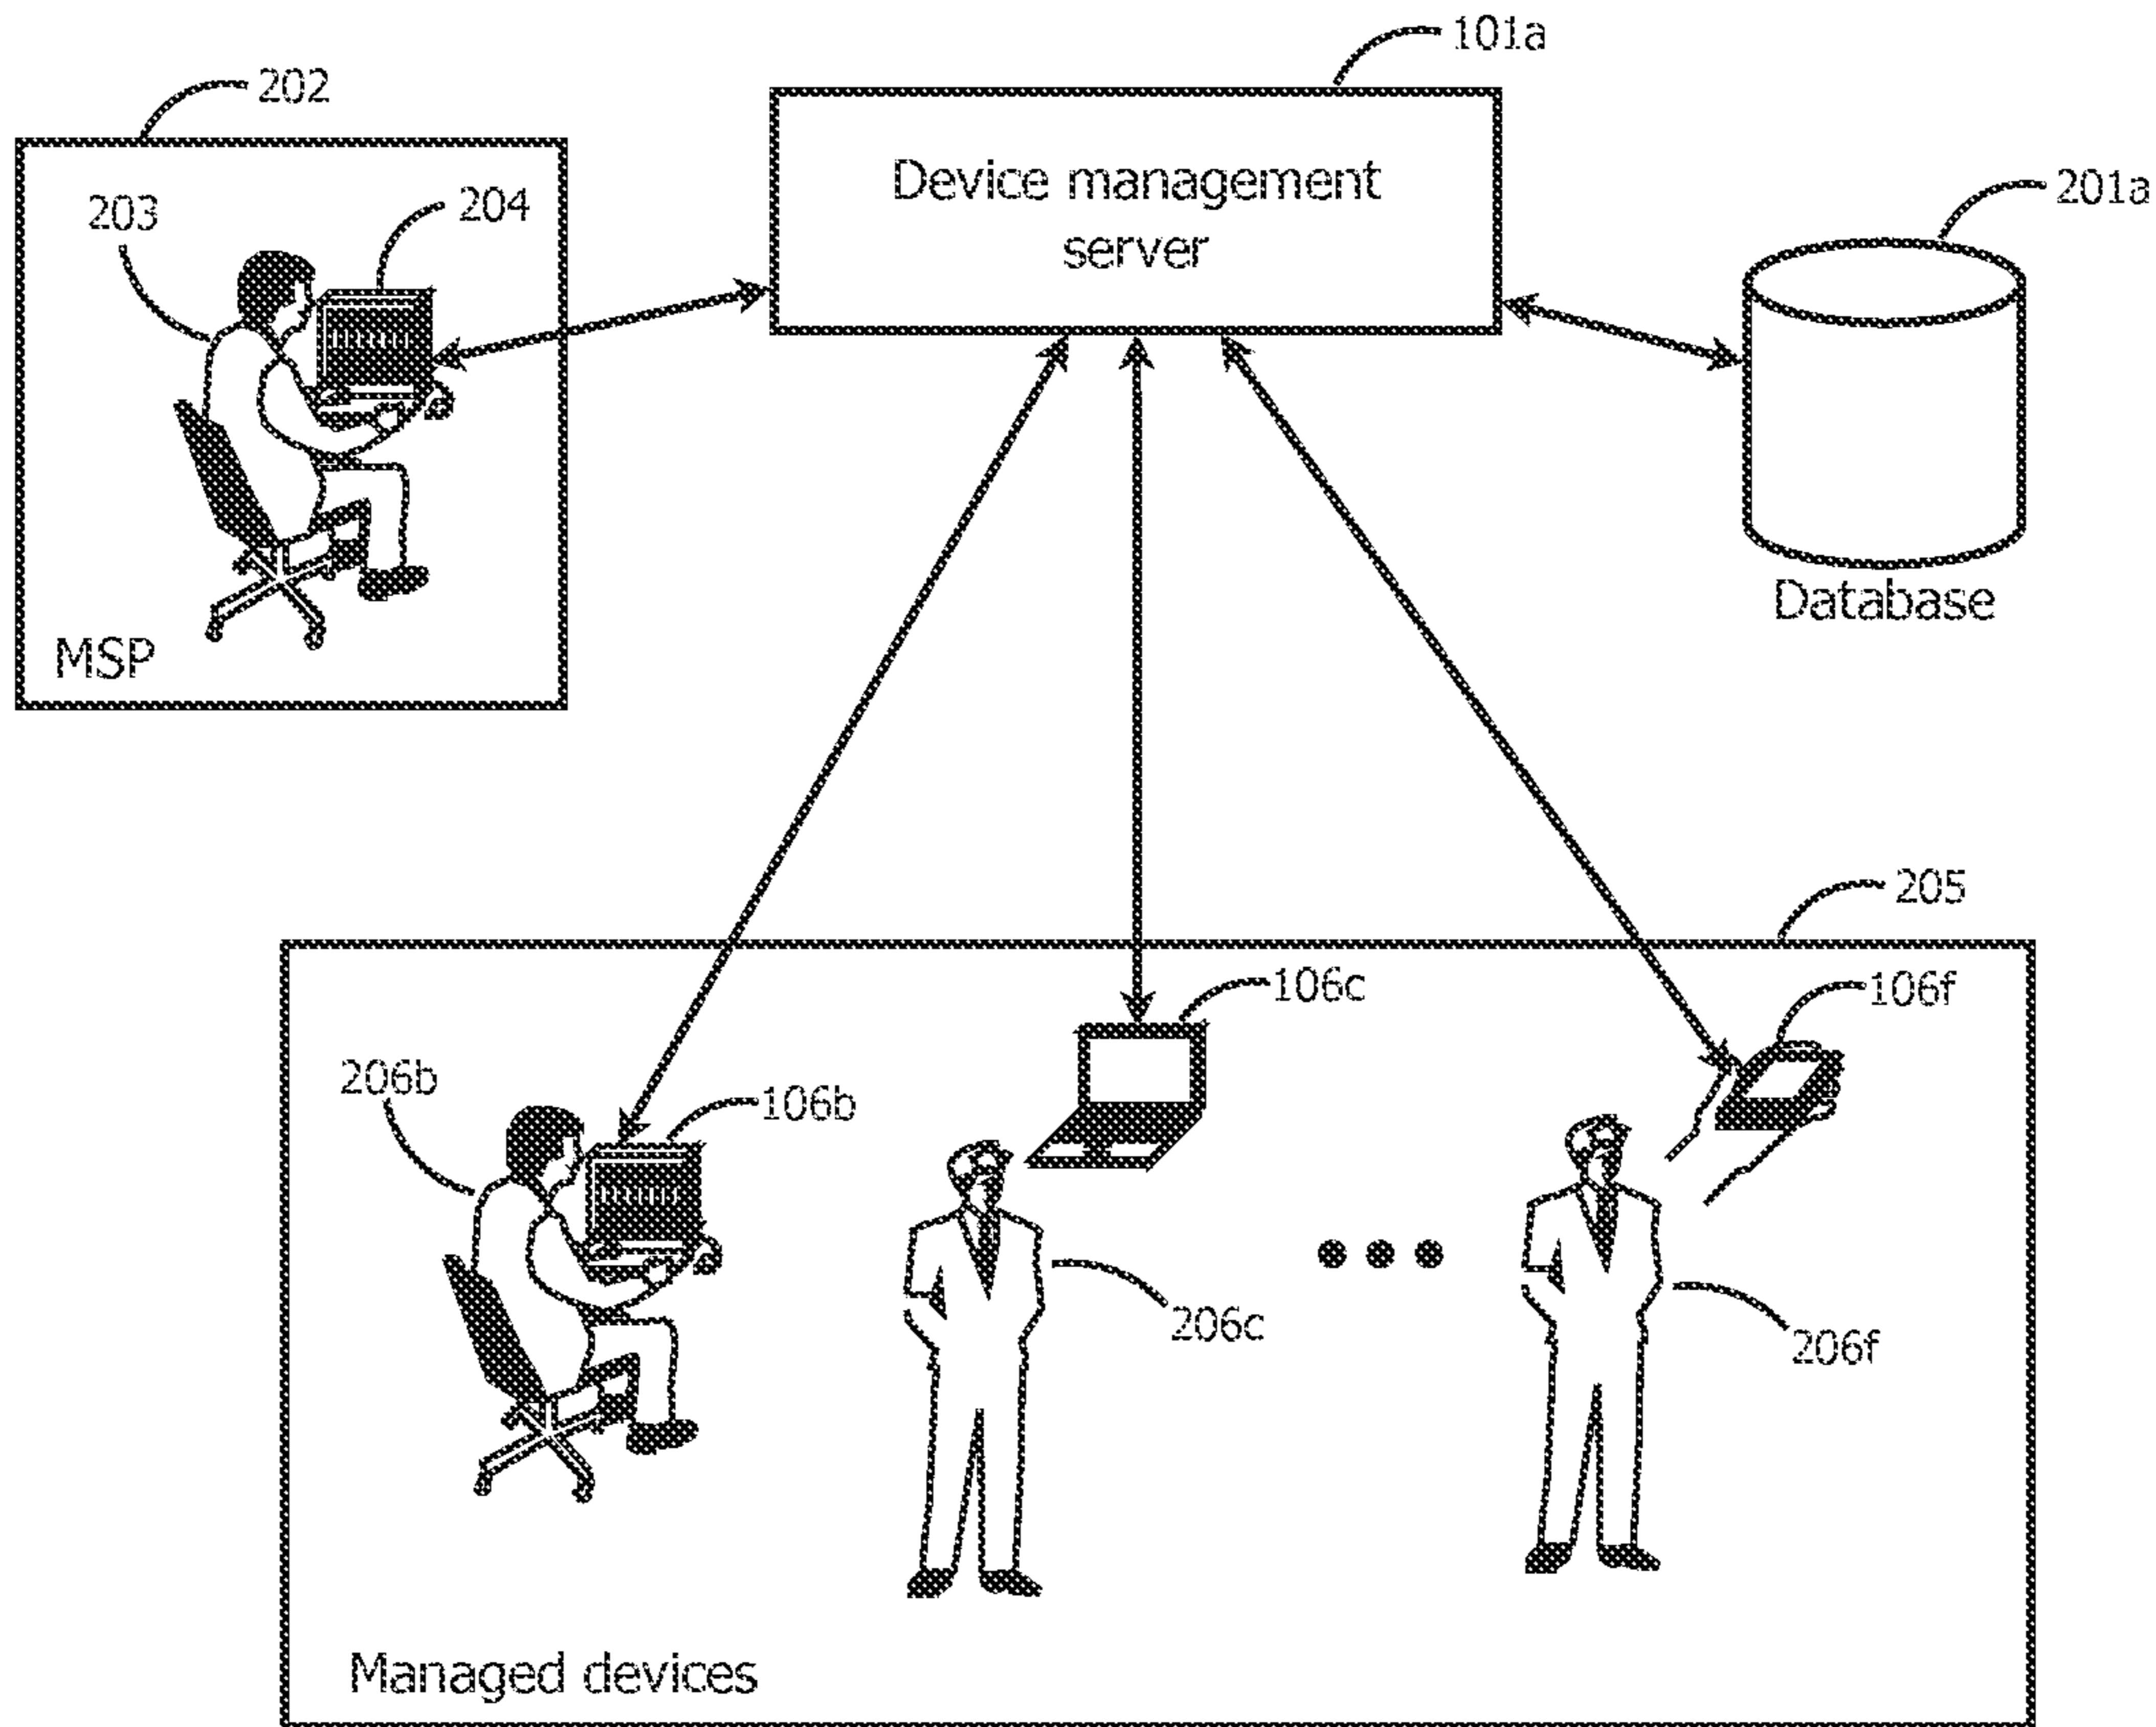 101a
202
Device management
server
201a
203
204
Database
MSP
205
106c
106f
206b
106b
206c
206f
Managed devices